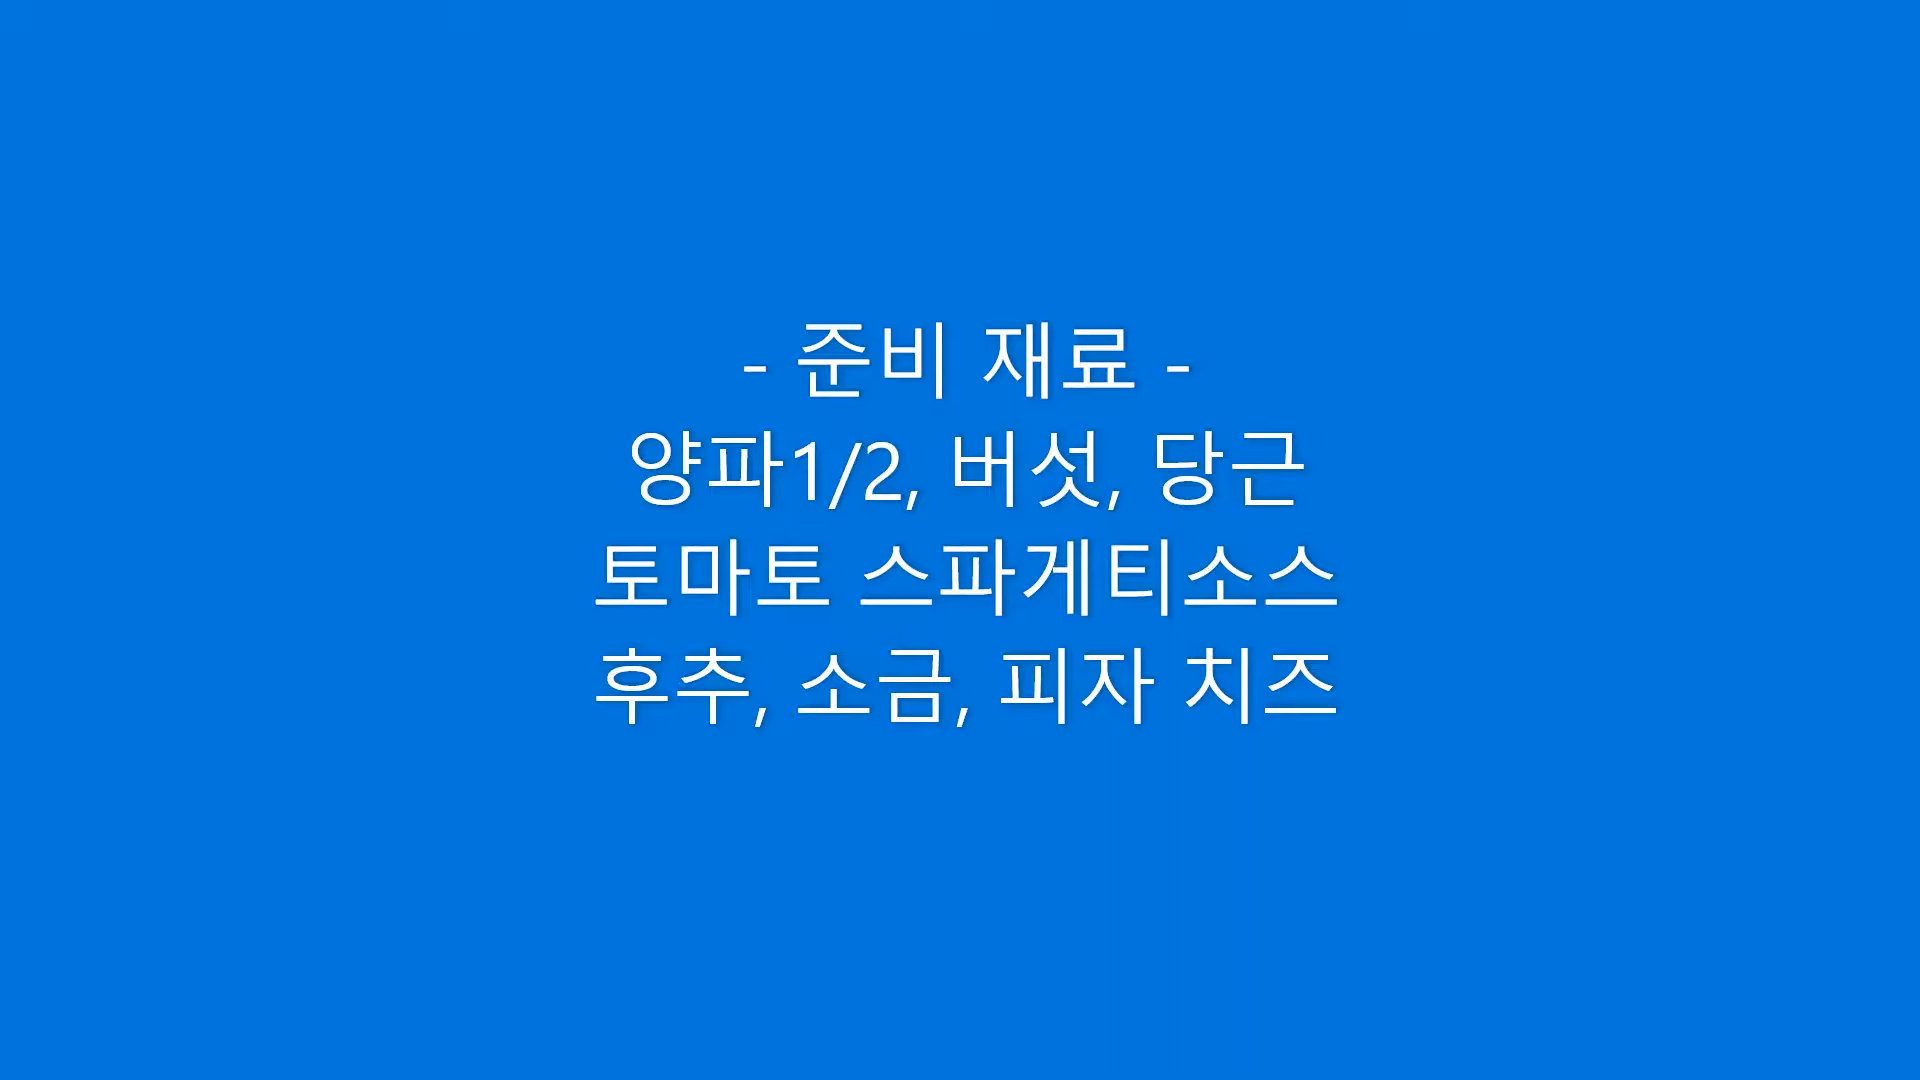 - 준비 재료 -
양파1/2, 버섯, 당근
토마토 스파게티소스
후추, 소금, 피자 치즈